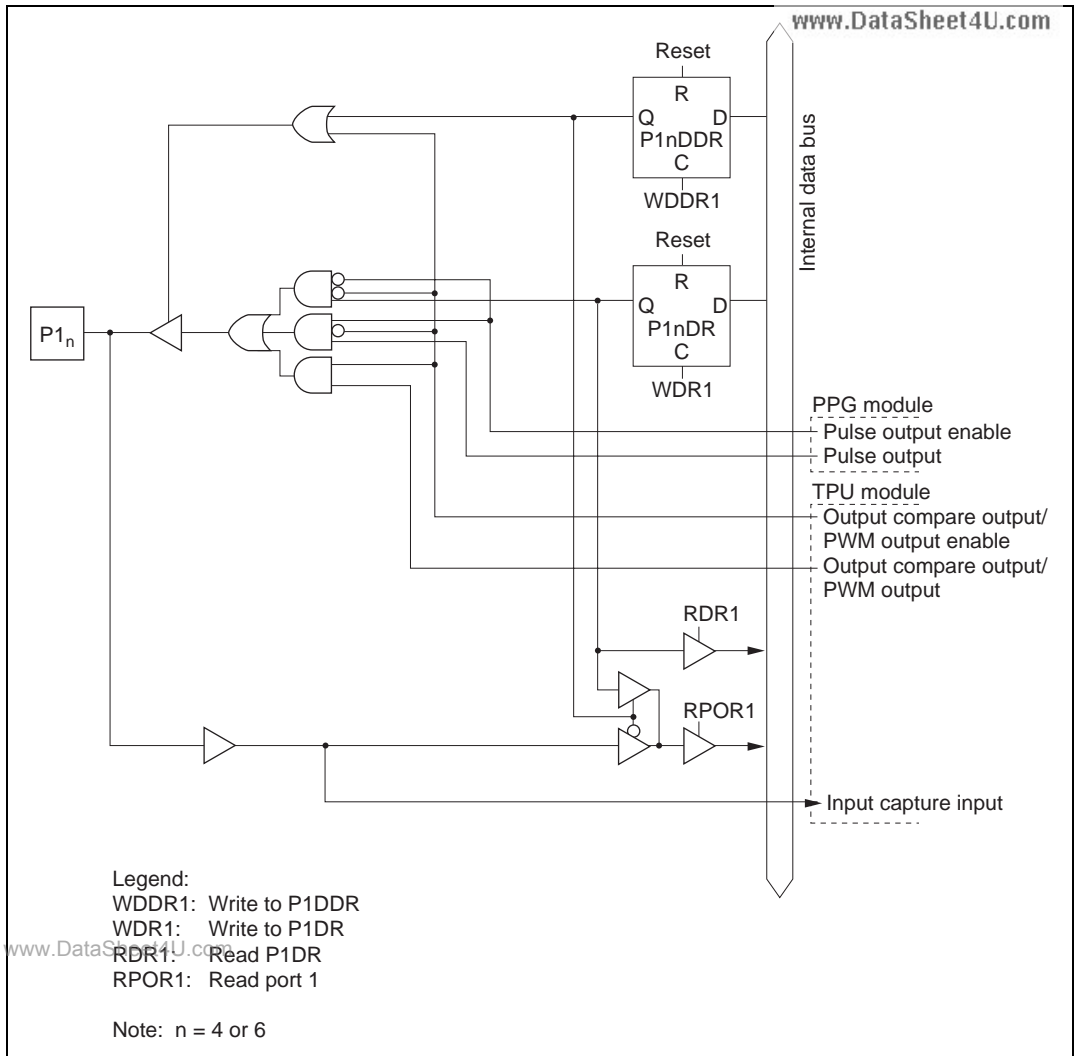 www.DataSheet4U.com
Reset
R
Q D
P1nDDR
C
WDDR1
Internal data bus
Reset
R
Q D
P1nDR
C
WDR1
P1n
PPG module
Pulse output enable
Pulse output
TPU module
Output compare output/
PWM output enable
Output compare output/
PWM output
RDR1
RPOR1
Input capture input
Legend:
WDDR1: Write to P1DDR
WDR1: Write to P1DR
www.DataSheet4U.com
RDR1: Read P1DR
RPOR1: Read port 1
Note: n = 4 or 6